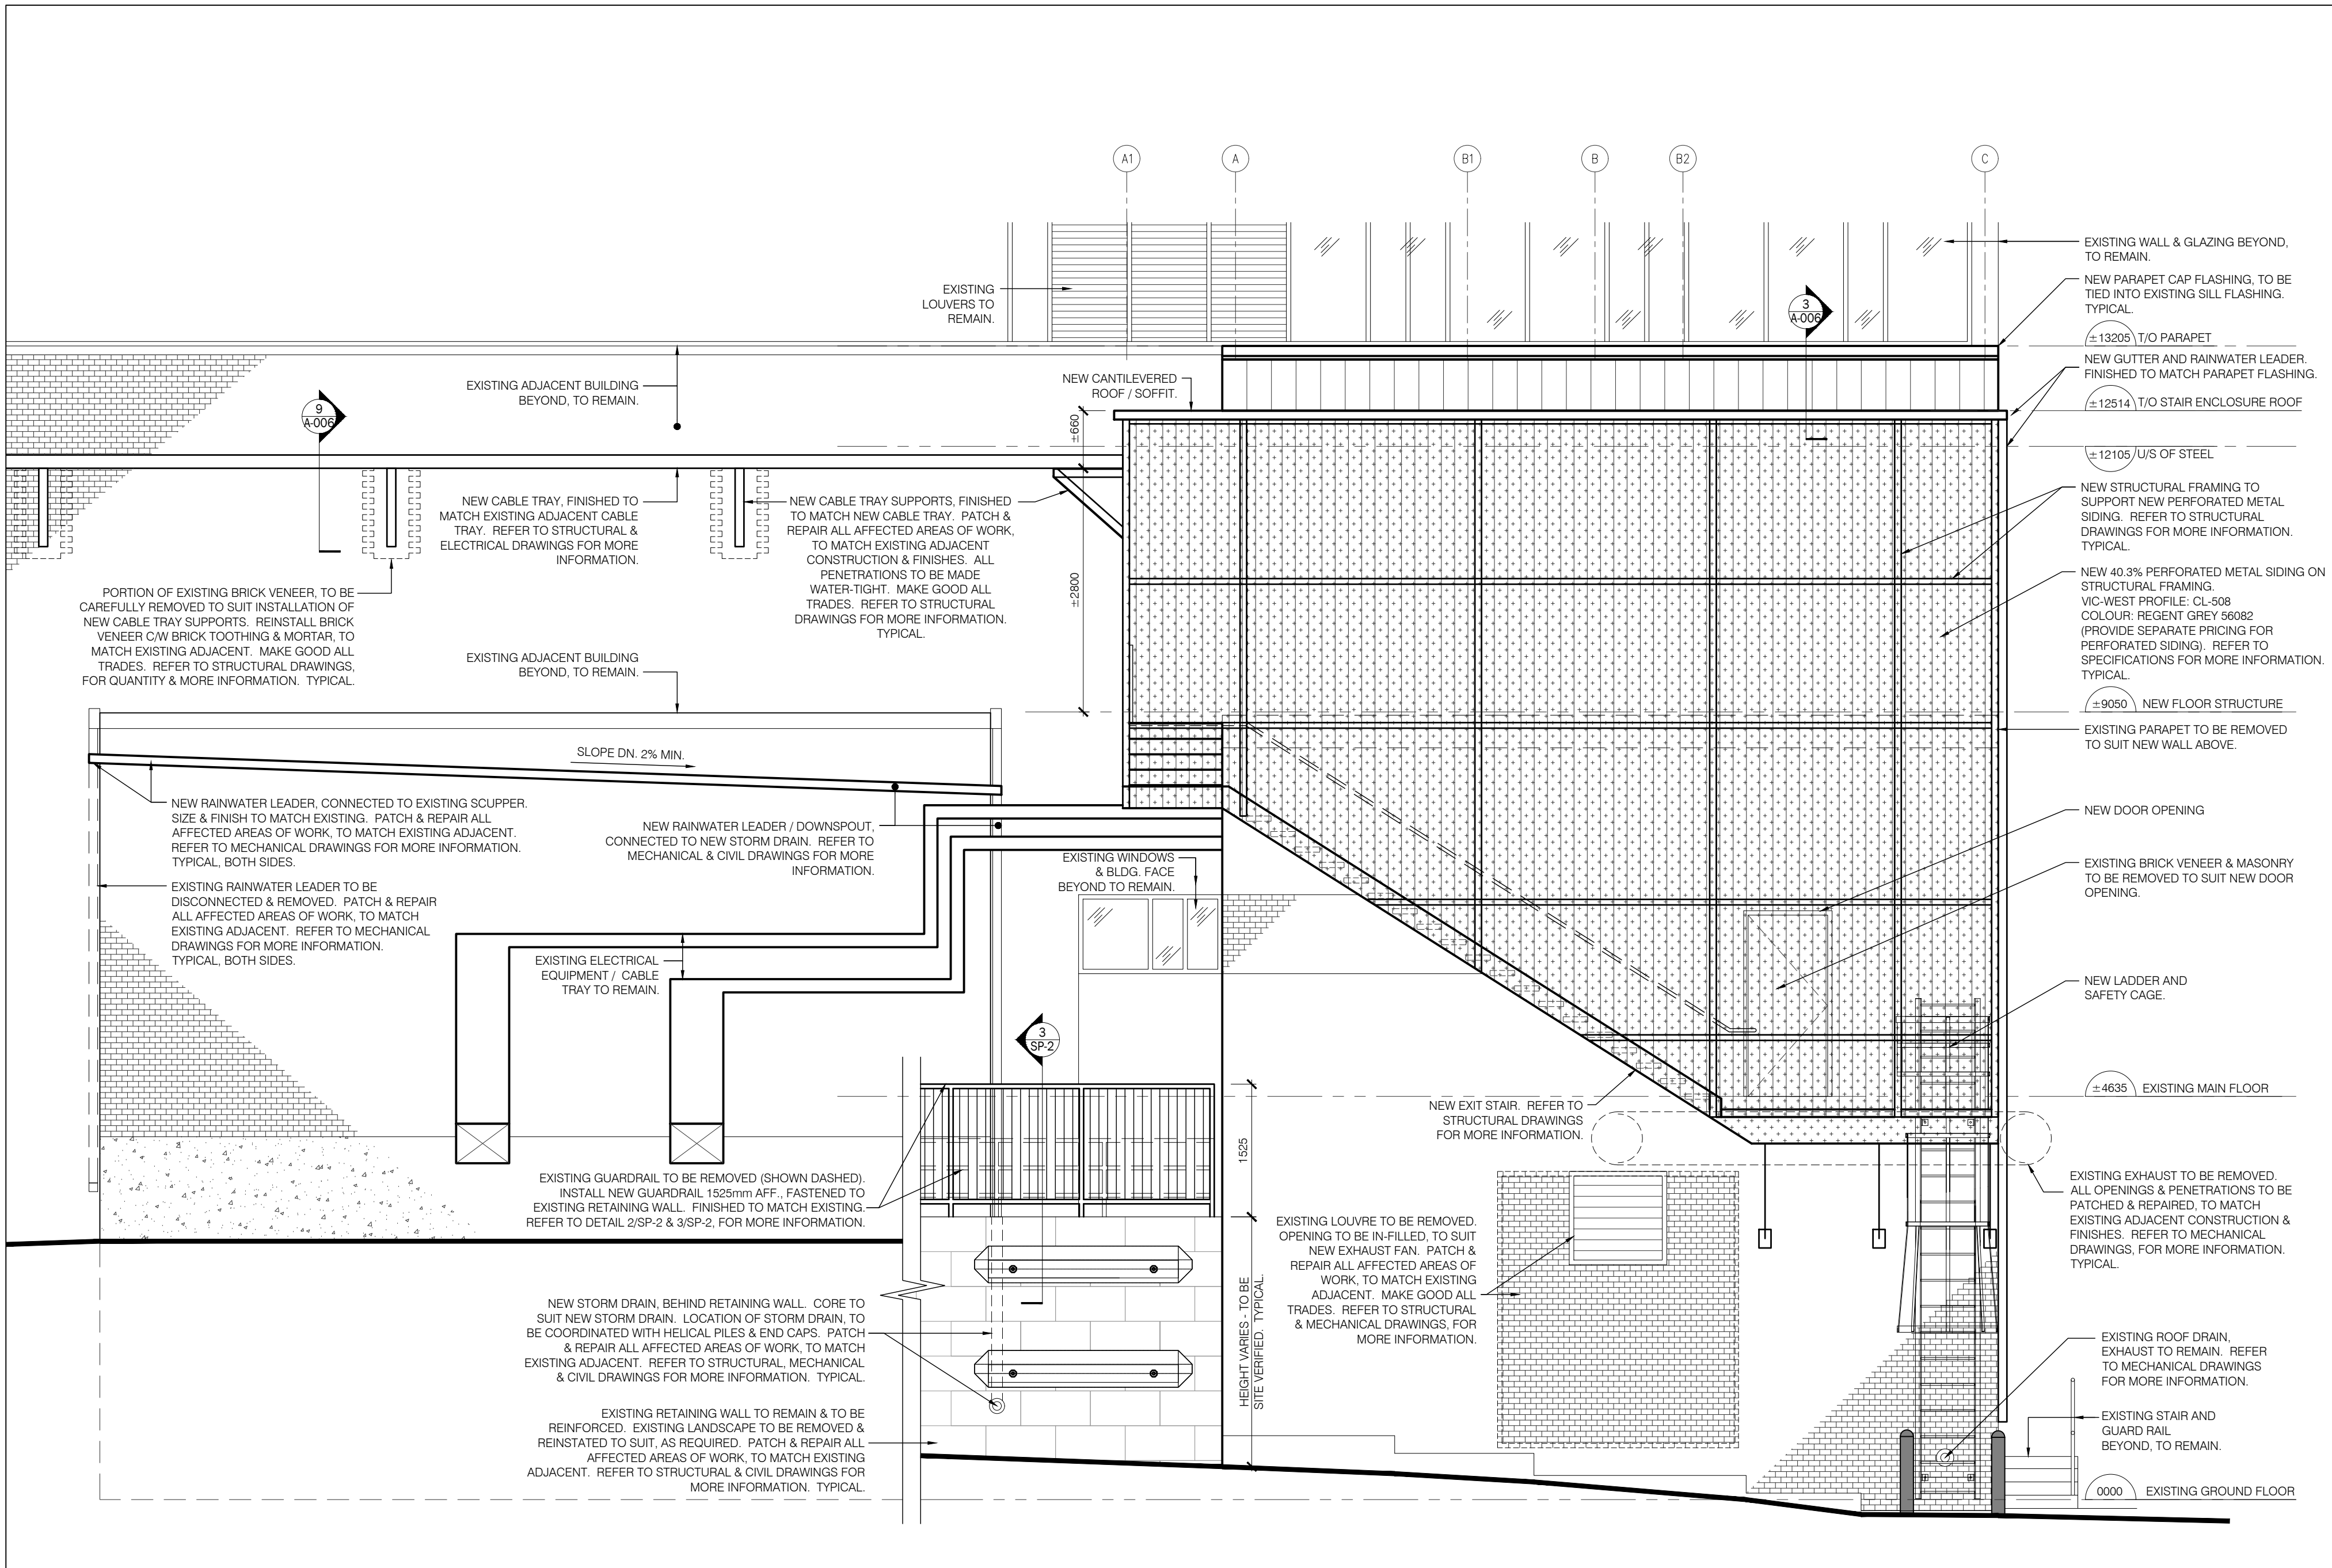 A1
A
B1
B
B2
C
EXISTING
LOUVERS TO
REMAIN.
3
A-006
EXISTING WALL & GLAZING BEYOND,
TO REMAIN.
NEW PARAPET CAP FLASHING, TO BE
TIED INTO EXISTING SILL FLASHING.
TYPICAL.
±13205 T/O PARAPET
NEW GUTTER AND RAINWATER LEADER.
FINISHED TO MATCH PARAPET FLASHING.
±12514 T/O STAIR ENCLOSURE ROOF
±12105 U/S OF STEEL
NEW STRUCTURAL FRAMING TO
SUPPORT NEW PERFORATED METAL
SIDING. REFER TO STRUCTURAL
DRAWINGS FOR MORE INFORMATION.
TYPICAL.
NEW 40.3% PERFORATED METAL SIDING ON
STRUCTURAL FRAMING.
VIC-WEST PROFILE: CL-508
COLOUR: REGENT GREY 56082
(PROVIDE SEPARATE PRICING FOR
PERFORATED SIDING). REFER TO
SPECIFICATIONS FOR MORE INFORMATION.
TYPICAL.
±9050 NEW FLOOR STRUCTURE
EXISTING PARAPET TO BE REMOVED
TO SUIT NEW WALL ABOVE.
NEW DOOR OPENING
EXISTING BRICK VENEER & MASONRY
TO BE REMOVED TO SUIT NEW DOOR
OPENING.
NEW LADDER AND
SAFETY CAGE.
±4635 EXISTING MAIN FLOOR
EXISTING EXHAUST TO BE REMOVED.
ALL OPENINGS & PENETRATIONS TO BE
PATCHED & REPAIRED, TO MATCH
EXISTING ADJACENT CONSTRUCTION &
FINISHES. REFER TO MECHANICAL
DRAWINGS, FOR MORE INFORMATION.
TYPICAL.
EXISTING ROOF DRAIN,
EXHAUST TO REMAIN. REFER
TO MECHANICAL DRAWINGS
FOR MORE INFORMATION.
EXISTING STAIR AND
GUARD RAIL
BEYOND, TO REMAIN.
0000 EXISTING GROUND FLOOR
EXISTING ADJACENT BUILDING
BEYOND, TO REMAIN.
9
A-006
NEW CANTILEVERED
ROOF / SOFFIT.
±660
±2800
NEW CABLE TRAY, FINISHED TO
MATCH EXISTING ADJACENT CABLE
TRAY. REFER TO STRUCTURAL &
ELECTRICAL DRAWINGS FOR MORE
INFORMATION.
NEW CABLE TRAY SUPPORTS, FINISHED
TO MATCH NEW CABLE TRAY. PATCH &
REPAIR ALL AFFECTED AREAS OF WORK,
TO MATCH EXISTING ADJACENT
CONSTRUCTION & FINISHES. ALL
PENETRATIONS TO BE MADE
WATER-TIGHT. MAKE GOOD ALL
TRADES. REFER TO STRUCTURAL
DRAWINGS FOR MORE INFORMATION.
TYPICAL.
PORTION OF EXISTING BRICK VENEER, TO BE
CAREFULLY REMOVED TO SUIT INSTALLATION OF
NEW CABLE TRAY SUPPORTS. REINSTALL BRICK
VENEER C/W BRICK TOOTHING & MORTAR, TO
MATCH EXISTING ADJACENT. MAKE GOOD ALL
TRADES. REFER TO STRUCTURAL DRAWINGS,
FOR QUANTITY & MORE INFORMATION. TYPICAL.
EXISTING ADJACENT BUILDING
BEYOND, TO REMAIN.
SLOPE DN. 2% MIN.
NEW RAINWATER LEADER, CONNECTED TO EXISTING SCUPPER.
SIZE & FINISH TO MATCH EXISTING. PATCH & REPAIR ALL
AFFECTED AREAS OF WORK, TO MATCH EXISTING ADJACENT.
REFER TO MECHANICAL DRAWINGS FOR MORE INFORMATION.
TYPICAL, BOTH SIDES.
NEW RAINWATER LEADER / DOWNSPOUT,
CONNECTED TO NEW STORM DRAIN. REFER TO
MECHANICAL & CIVIL DRAWINGS FOR MORE
INFORMATION.
EXISTING WINDOWS
& BLDG. FACE
BEYOND TO REMAIN.
EXISTING RAINWATER LEADER TO BE
DISCONNECTED & REMOVED. PATCH & REPAIR
ALL AFFECTED AREAS OF WORK, TO MATCH
EXISTING ADJACENT. REFER TO MECHANICAL
DRAWINGS FOR MORE INFORMATION.
TYPICAL, BOTH SIDES.
EXISTING ELECTRICAL
EQUIPMENT / CABLE
TRAY TO REMAIN.
3
SP-2
NEW EXIT STAIR. REFER TO
STRUCTURAL DRAWINGS
FOR MORE INFORMATION.
1525
EXISTING GUARDRAIL TO BE REMOVED (SHOWN DASHED).
INSTALL NEW GUARDRAIL 1525mm AFF., FASTENED TO
EXISTING RETAINING WALL. FINISHED TO MATCH EXISTING.
REFER TO DETAIL 2/SP-2 & 3/SP-2, FOR MORE INFORMATION.
EXISTING LOUVRE TO BE REMOVED.
OPENING TO BE IN-FILLED, TO SUIT
NEW EXHAUST FAN. PATCH &
REPAIR ALL AFFECTED AREAS OF
WORK, TO MATCH EXISTING
ADJACENT. MAKE GOOD ALL
TRADES. REFER TO STRUCTURAL
& MECHANICAL DRAWINGS, FOR
MORE INFORMATION.
HEIGHT VARIES - TO BE
SITE VERIFIED. TYPICAL.
NEW STORM DRAIN, BEHIND RETAINING WALL. CORE TO
SUIT NEW STORM DRAIN. LOCATION OF STORM DRAIN, TO
BE COORDINATED WITH HELICAL PILES & END CAPS. PATCH
& REPAIR ALL AFFECTED AREAS OF WORK, TO MATCH
EXISTING ADJACENT. REFER TO STRUCTURAL, MECHANICAL
& CIVIL DRAWINGS FOR MORE INFORMATION. TYPICAL.
EXISTING RETAINING WALL TO REMAIN & TO BE
REINFORCED. EXISTING LANDSCAPE TO BE REMOVED &
REINSTATED TO SUIT, AS REQUIRED. PATCH & REPAIR ALL
AFFECTED AREAS OF WORK, TO MATCH EXISTING
ADJACENT. REFER TO STRUCTURAL & CIVIL DRAWINGS FOR
MORE INFORMATION. TYPICAL.